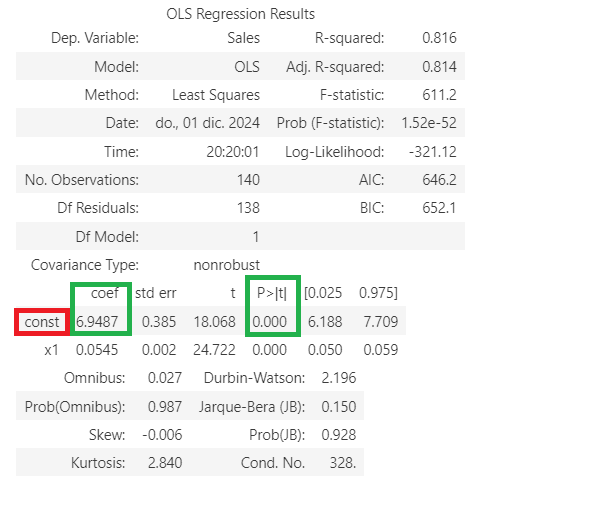 OLS Regression Results
Dep. Variable: Sales R-squared: 0.816
Model: OLS Adj. R-squared: 0.814
Method: Least Squares F-statistic: 611.2
Date: do., 01 dic. 2024 Prob (F-statistic): 1.52e-52
Time: 20:20:01 Log-Likelihood: -321.12
No. Observations: 140 AIC: 646.2
Df Residuals: 138 BIC: 652.1
Df Model: 1
Covariance Type: nonrobust
coef std err t P>|t| [0.025 0.975]
const 6.9487 0.385 18.068 0.000 6.188 7.709
x1 0.0545 0.002 24.722 0.000 0.050 0.059
Omnibus: 0.027 Durbin-Watson: 2.196
Prob(Omnibus): 0.987 Jarque-Bera (JB): 0.150
Skew: -0.006 Prob(JB): 0.928
Kurtosis: 2.840 Cond. No. 328.